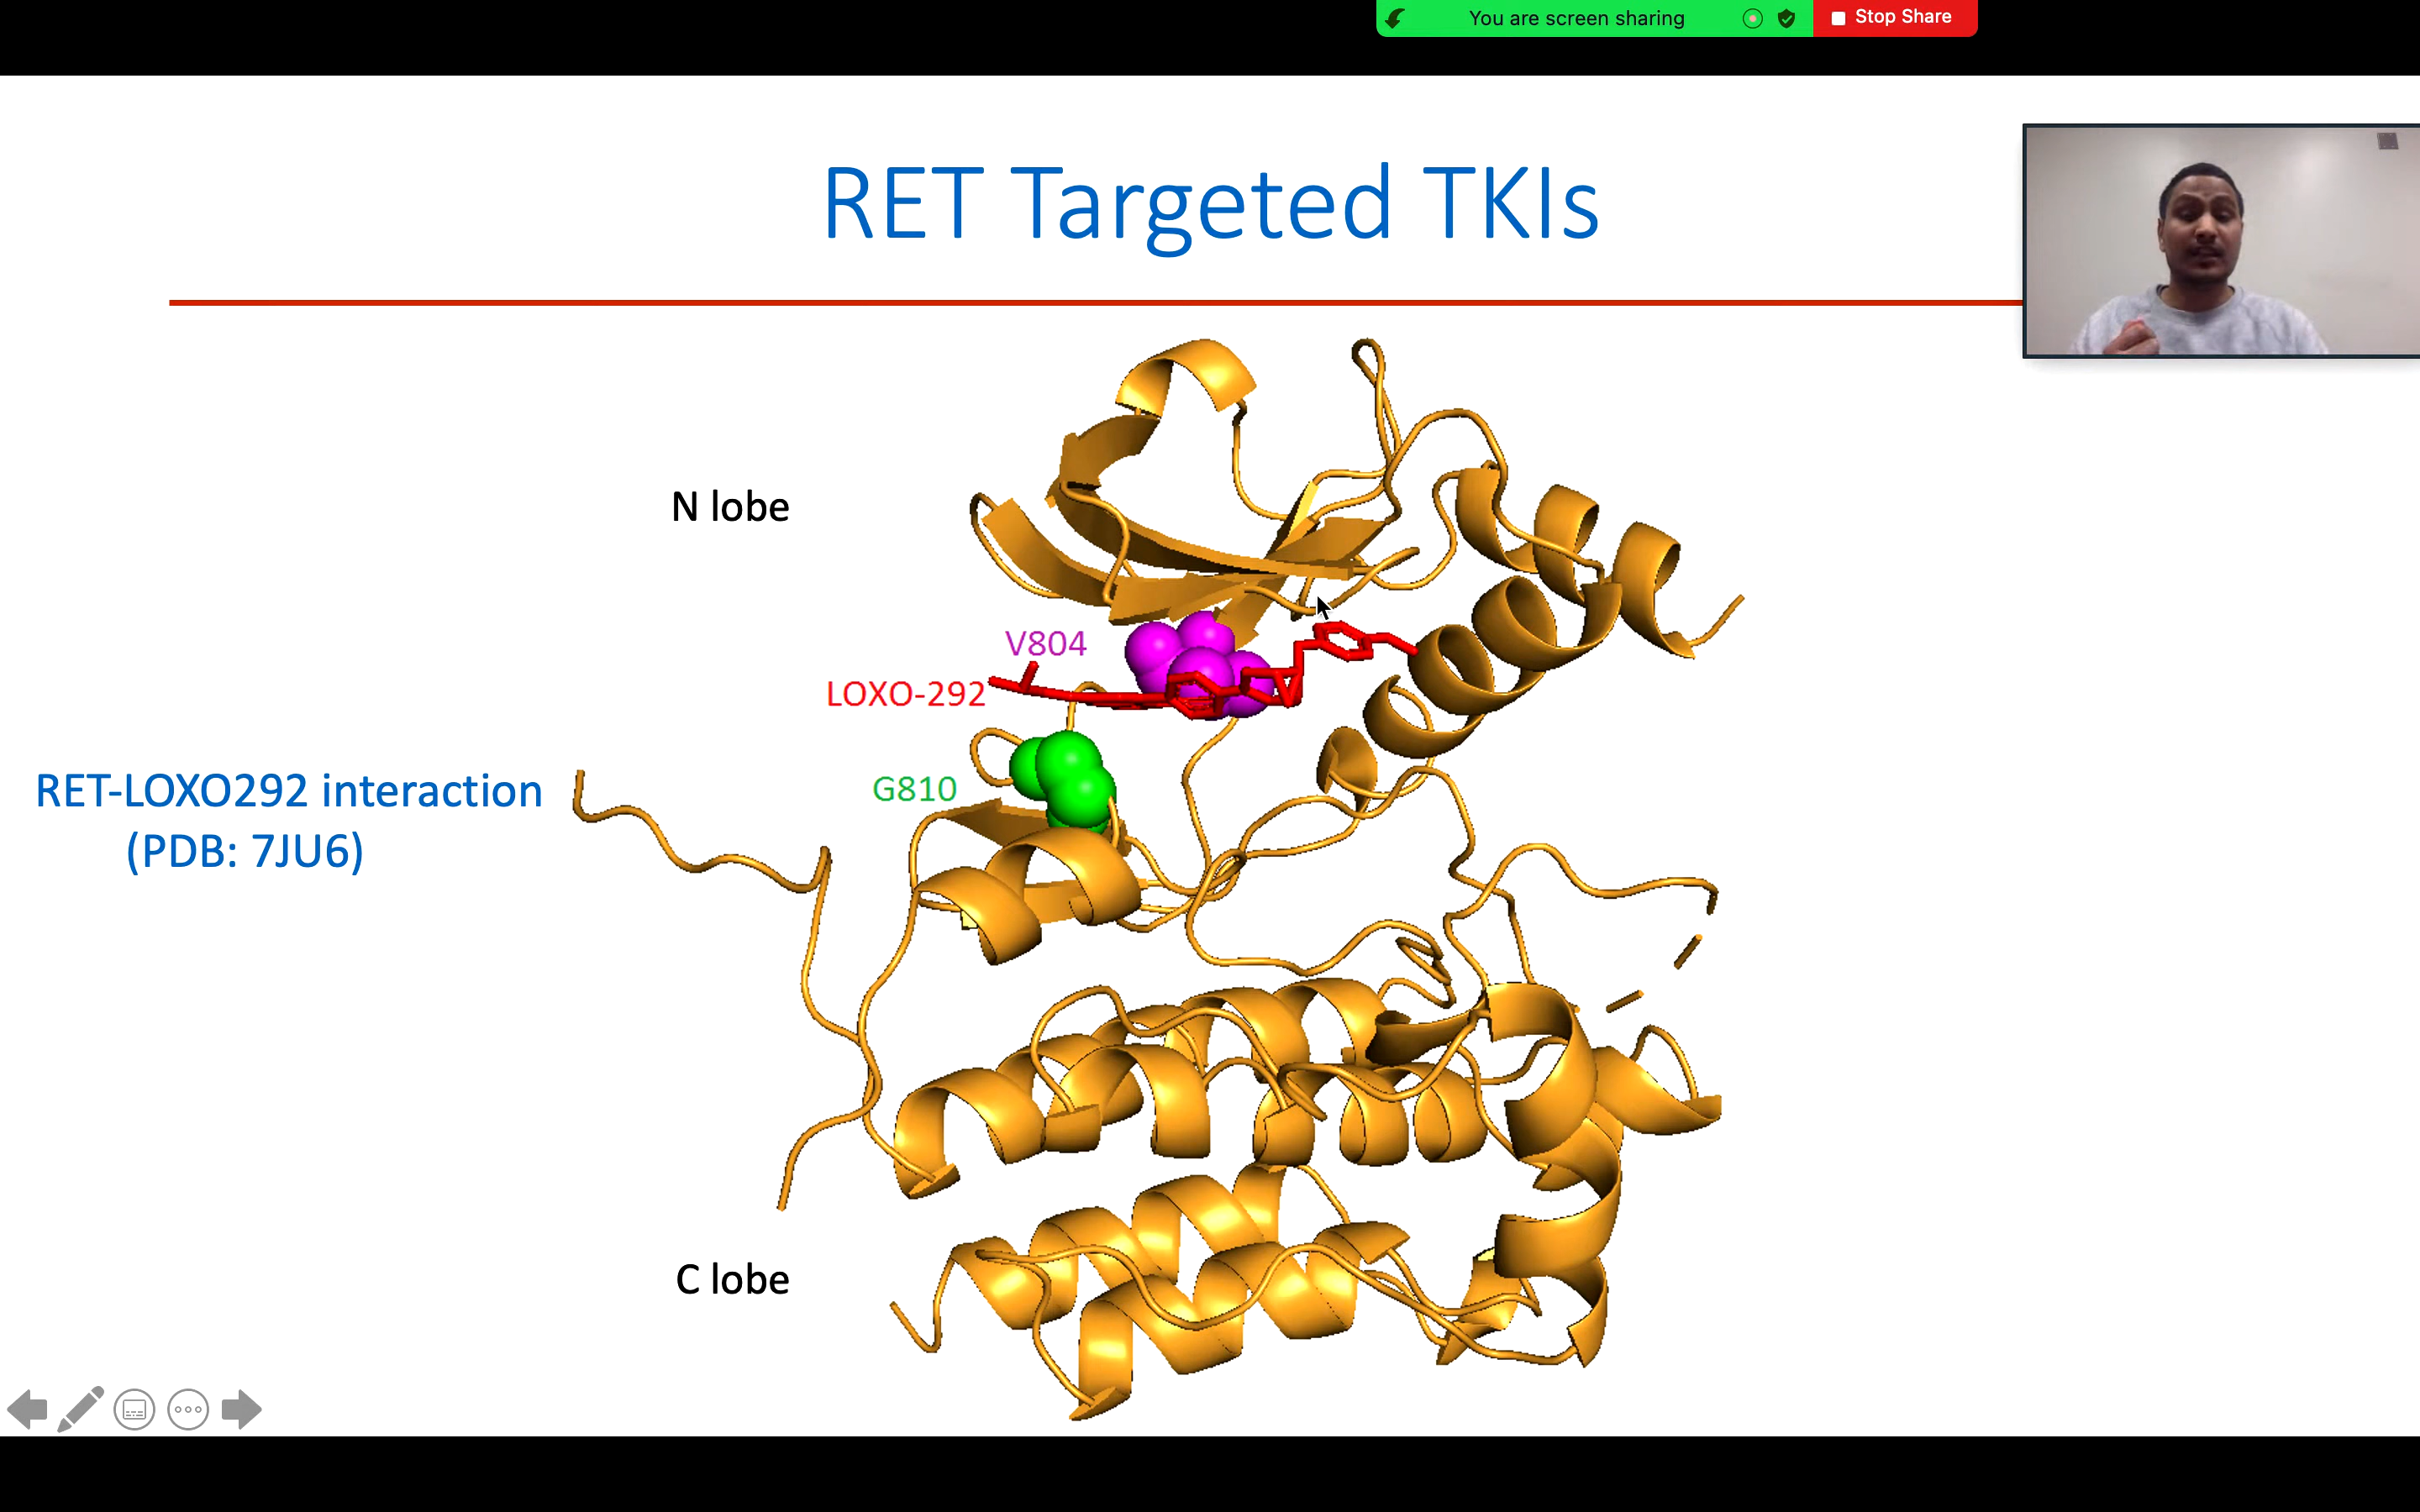 You are screen sharing
Stop Share
RET Targeted TKIs
N lobe
V804
LOXO-292
G810
RET-LOXO292 interaction
(PDB: 7JU6)
C lobe